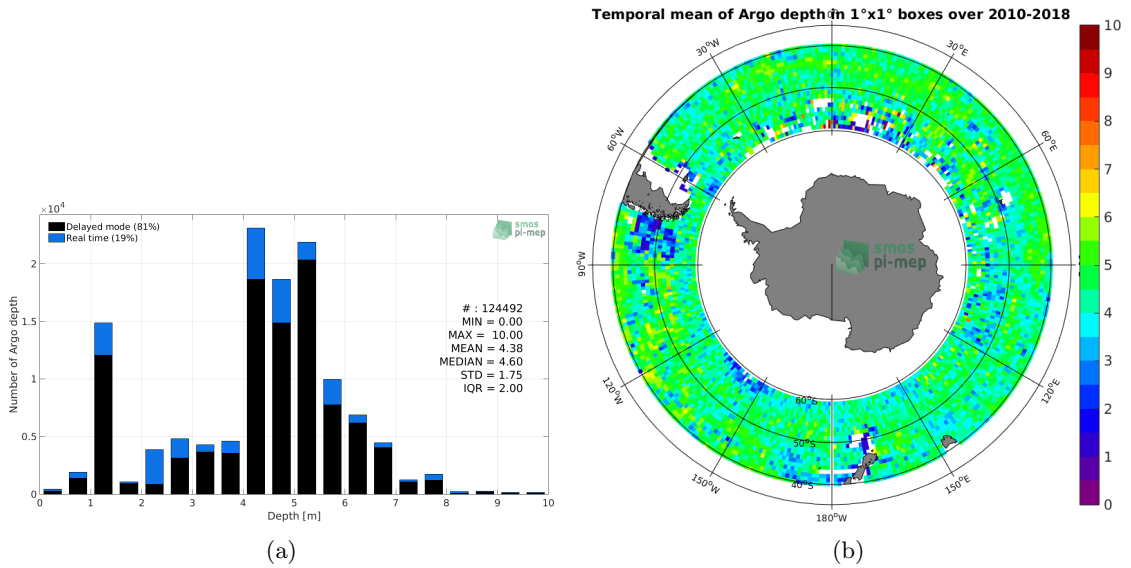 ×10⁴
Delayed mode (81%)
Real time (19%)
smos
pi-mep
# : 124492
MIN = 0.00
MAX = 10.00
MEAN = 4.38
MEDIAN = 4.60
STD = 1.75
IQR = 2.00
Number of Argo depth
2
1.5
1
0.5
0
0 1 2 3 4 5 6 7 8 9 10
Depth [m]
(a)
Temporal mean of Argo depth in 1°x1° boxes over 2010-2018
0°
30°W
30°E
60°W
60°E
90°W
120°W
120°E
150°W
150°E
180°W
60°S
50°S
40°S
smos
pi-mep
10
9
8
7
6
5
4
3
2
1
0
(b)